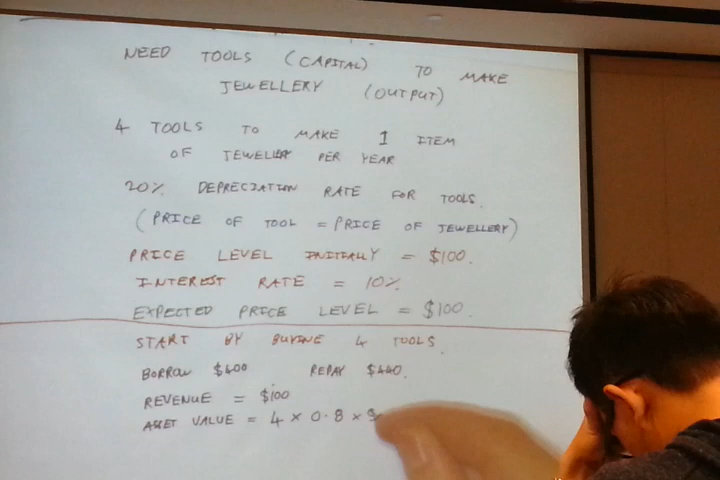 NEED TOOLS (CAPITAL) TO MAKE
JEWELLERY (OUTPUT)
4 TOOLS TO MAKE 1 ITEM
OF JEWELLERY PER YEAR
20% DEPRECIATION RATE FOR TOOLS.
(PRICE OF TOOL = PRICE OF JEWELLERY)
PRICE LEVEL INITIALLY = $100.
INTEREST RATE = 10%
EXPECTED PRICE LEVEL = $100.
START BY BUYING 4 TOOLS.
BORROW $400 REPAY $440.
REVENUE = $100
ASSET VALUE = 4 × 0.8 × $